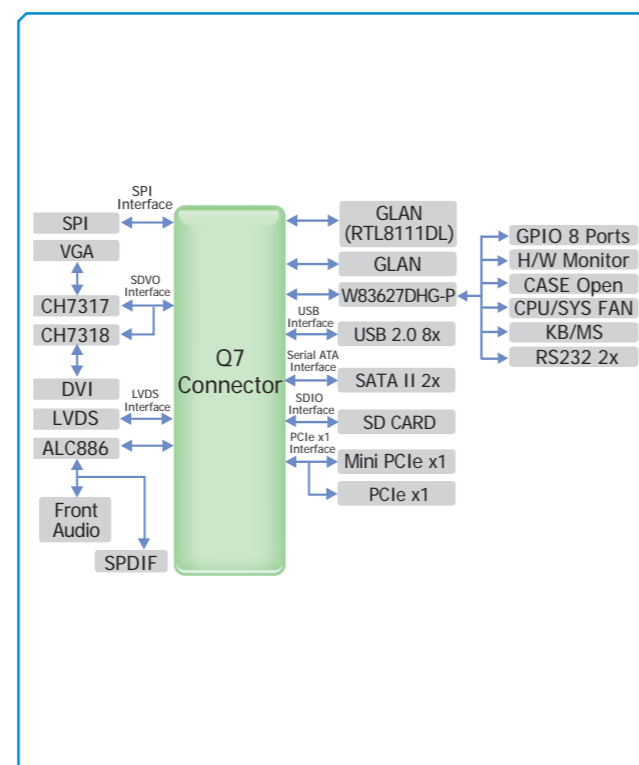 SPI
Interface
SPI
VGA
SDVO
Interface
CH7317
CH7318
DVI
LVDS
Interface
LVDS
ALC886
Front
Audio
SPDIF
Q7
Connector
GLAN
(RTL8111DL)
GLAN
W83627DHG-P
USB
Interface
USB 2.0 8x
Serial ATA
Interface
SATA II 2x
SDIO
Interface
SD CARD
PCIe x1
Interface
Mini PCIe x1
PCIe x1
GPIO 8 Ports
H/W Monitor
CASE Open
CPU/SYS FAN
KB/MS
RS232 2x